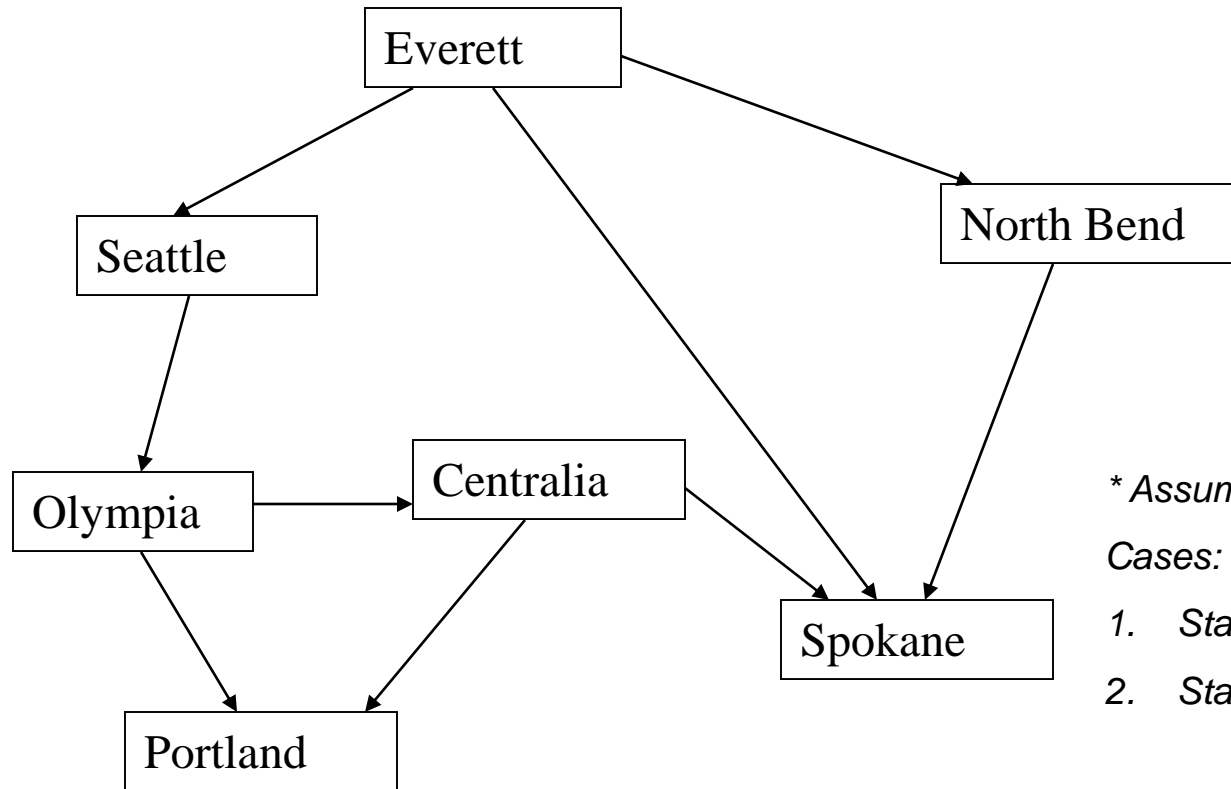 Everett
North Bend
Seattle
Centralia
Olympia
* Assum
Cases:
1. Sta
2. Sta
Spokane
Portland